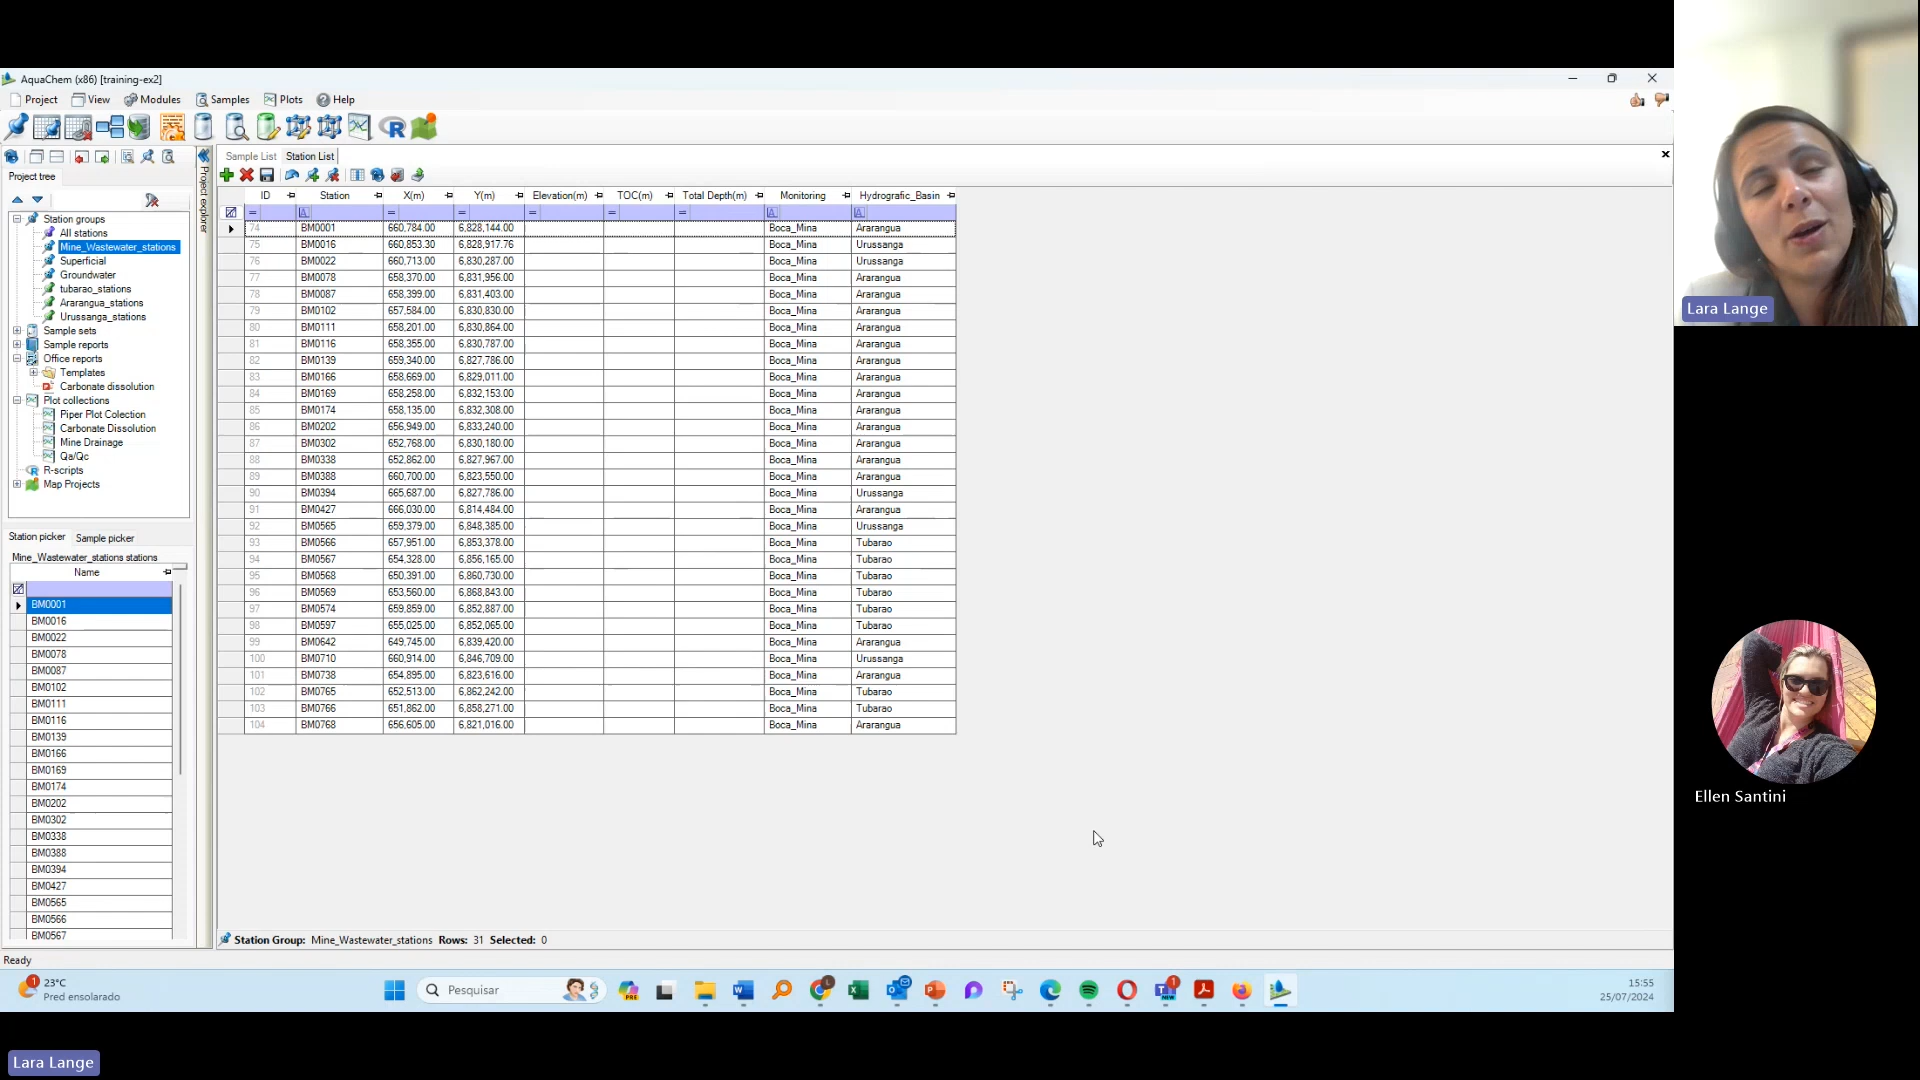 AquaChem (x86) [training-ex2]
Project View Modules Samples Plots Help
Sample List Station List
Project tree
Project explorer
Station groups
All stations
Mine_Wastewater_stations
Superficial
Groundwater
tubarao_stations
Ararangua_stations
Urussanga_stations
Sample sets
Sample reports
Office reports
Templates
Carbonate dissolution
Plot collections
Piper Plot Colection
Carbonate Dissolution
Mine Drainage
Qa/Qc
R-scripts
Map Projects
Station picker Sample picker
Mine_Wastewater_stations stations
Name
BM0001
BM0016
BM0022
BM0078
BM0087
BM0102
BM0111
BM0116
BM0139
BM0166
BM0169
BM0174
BM0202
BM0302
BM0338
BM0388
BM0394
BM0427
BM0565
BM0566
BM0567
ID Station X(m) Y(m) Elevation(m) TOC(m) Total Depth(m) Monitoring Hydrografic_Basin
74 BM0001 660,784.00 6,828,144.00 Boca_Mina Ararangua
75 BM0016 660,853.30 6,828,917.76 Boca_Mina Urussanga
76 BM0022 660,713.00 6,830,287.00 Boca_Mina Urussanga
77 BM0078 658,370.00 6,831,956.00 Boca_Mina Ararangua
78 BM0087 658,399.00 6,831,403.00 Boca_Mina Ararangua
79 BM0102 657,584.00 6,830,830.00 Boca_Mina Ararangua
80 BM0111 658,201.00 6,830,864.00 Boca_Mina Ararangua
81 BM0116 658,355.00 6,830,787.00 Boca_Mina Ararangua
82 BM0139 659,340.00 6,827,786.00 Boca_Mina Ararangua
83 BM0166 658,669.00 6,829,011.00 Boca_Mina Ararangua
84 BM0169 658,258.00 6,832,153.00 Boca_Mina Ararangua
85 BM0174 658,135.00 6,832,308.00 Boca_Mina Ararangua
86 BM0202 656,949.00 6,833,240.00 Boca_Mina Ararangua
87 BM0302 652,768.00 6,830,180.00 Boca_Mina Ararangua
88 BM0338 652,862.00 6,827,967.00 Boca_Mina Ararangua
89 BM0388 660,700.00 6,823,550.00 Boca_Mina Ararangua
90 BM0394 665,687.00 6,827,786.00 Boca_Mina Urussanga
91 BM0427 666,030.00 6,814,484.00 Boca_Mina Ararangua
92 BM0565 659,379.00 6,848,385.00 Boca_Mina Urussanga
93 BM0566 657,951.00 6,853,378.00 Boca_Mina Tubarao
94 BM0567 654,328.00 6,856,165.00 Boca_Mina Tubarao
95 BM0568 650,391.00 6,860,730.00 Boca_Mina Tubarao
96 BM0569 653,560.00 6,868,843.00 Boca_Mina Tubarao
97 BM0574 659,859.00 6,852,887.00 Boca_Mina Tubarao
98 BM0597 655,025.00 6,852,065.00 Boca_Mina Tubarao
99 BM0642 649,745.00 6,839,420.00 Boca_Mina Ararangua
100 BM0710 660,914.00 6,846,709.00 Boca_Mina Urussanga
101 BM0738 654,895.00 6,823,616.00 Boca_Mina Ararangua
102 BM0765 652,513.00 6,862,242.00 Boca_Mina Tubarao
103 BM0766 651,862.00 6,858,271.00 Boca_Mina Tubarao
104 BM0768 656,605.00 6,821,016.00 Boca_Mina Ararangua
Station Group: Mine_Wastewater_stations Rows: 31 Selected: 0
Ready
23°C
Pred ensolarado
Pesquisar
15:55
25/07/2024
Lara Lange
Ellen Santini
Lara Lange